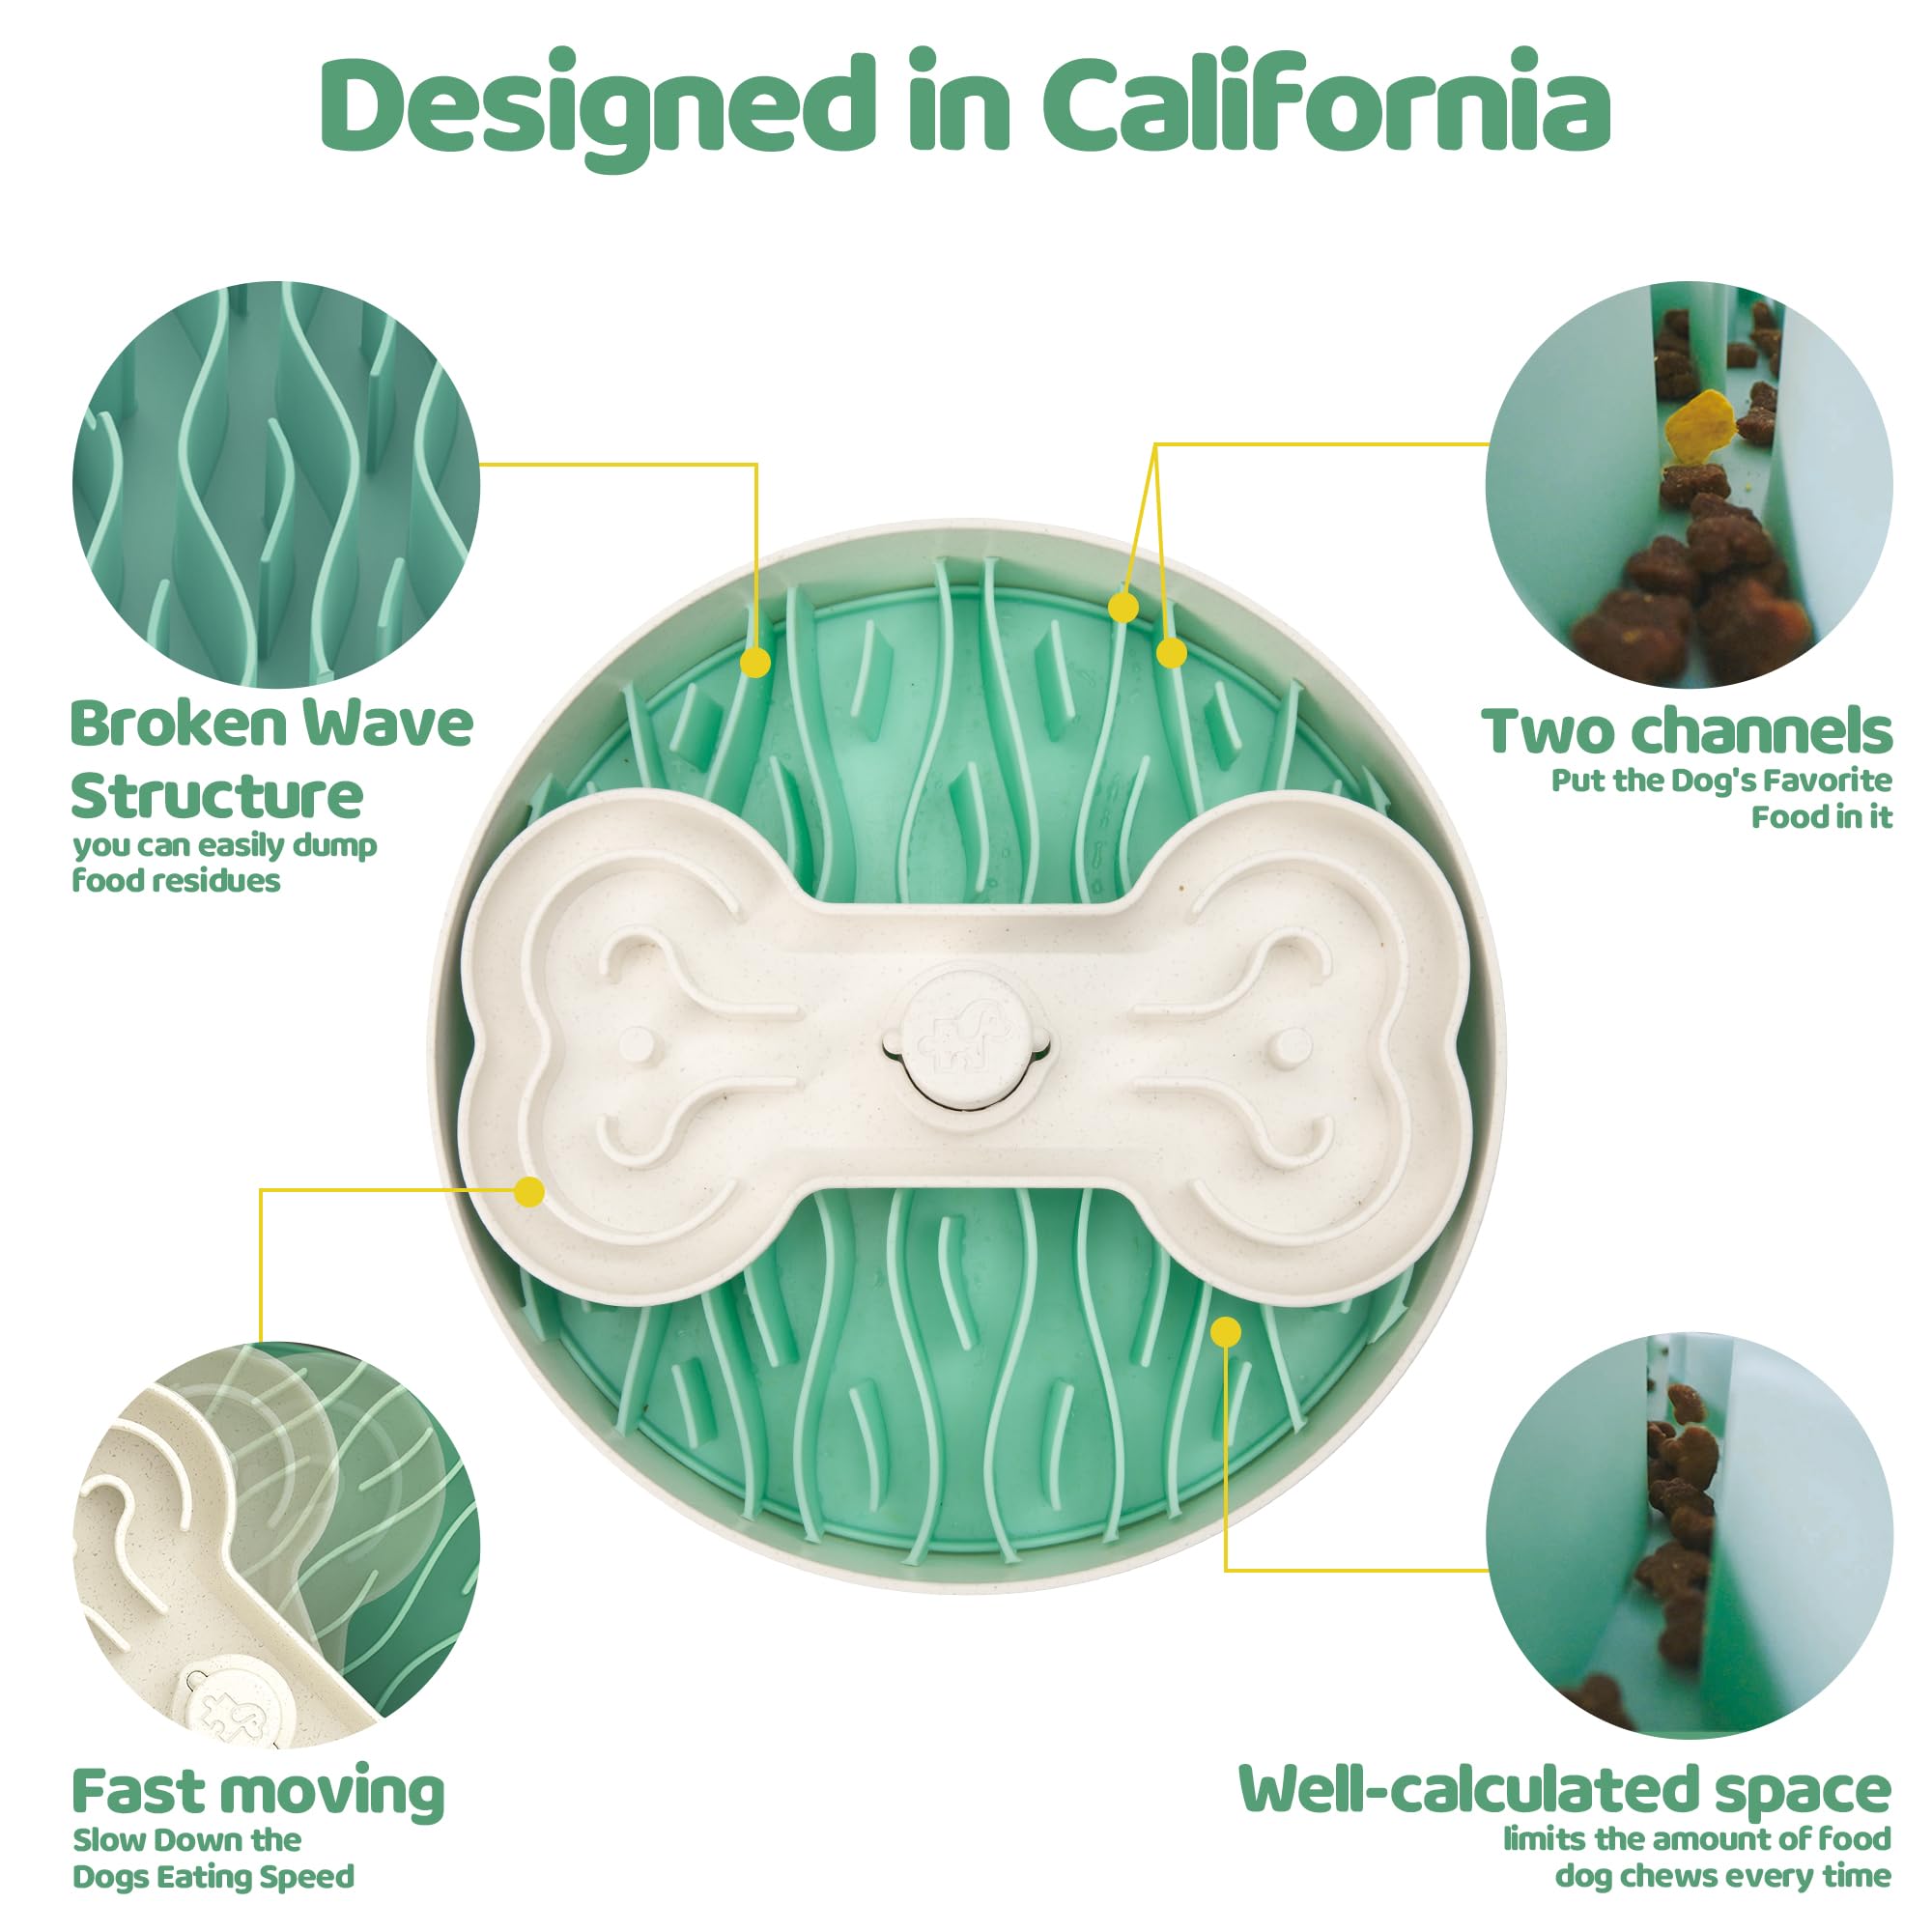 Designed in California
Broken Wave
Structure
you can easily dump
food residues
Two channels
Put the Dog's Favorite
Food in it
Fast moving
Slow Down the
Dogs Eating Speed
Well-calculated space
limits the amount of food
dog chews every time